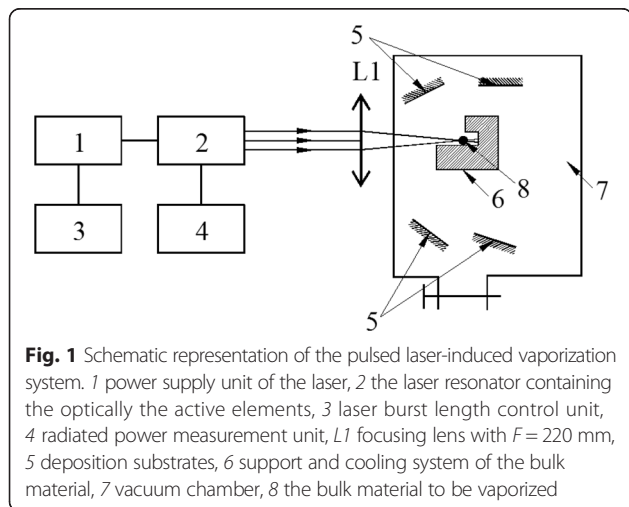 5
L1
1
2
3
4
6
8
7
5
Fig. 1 Schematic representation of the pulsed laser-induced vaporization
system. 1 power supply unit of the laser, 2 the laser resonator containing
the optically the active elements, 3 laser burst length control unit,
4 radiated power measurement unit, L1 focusing lens with F = 220 mm,
5 deposition substrates, 6 support and cooling system of the bulk
material, 7 vacuum chamber, 8 the bulk material to be vaporized